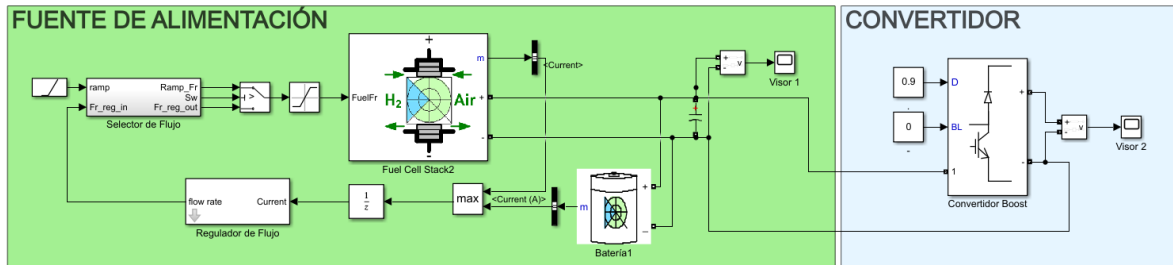 FUENTE DE ALIMENTACIÓN
ramp
Fr_reg_in
Ramp_Fr
Sw
Fr_reg_out
Selector de Flujo
>
FuelFr
H2
Air
+
-
m
+
-
Fuel Cell Stack2
<Current>
+
+
-
v
Visor 1
flow rate
Current
Regulador de Flujo
1
z
max
<Current (A)>
m
+
–
Batería1
CONVERTIDOR
0.9
.
0
-
D
BL
1
+
-
Convertidor Boost
+
-
v
Visor 2